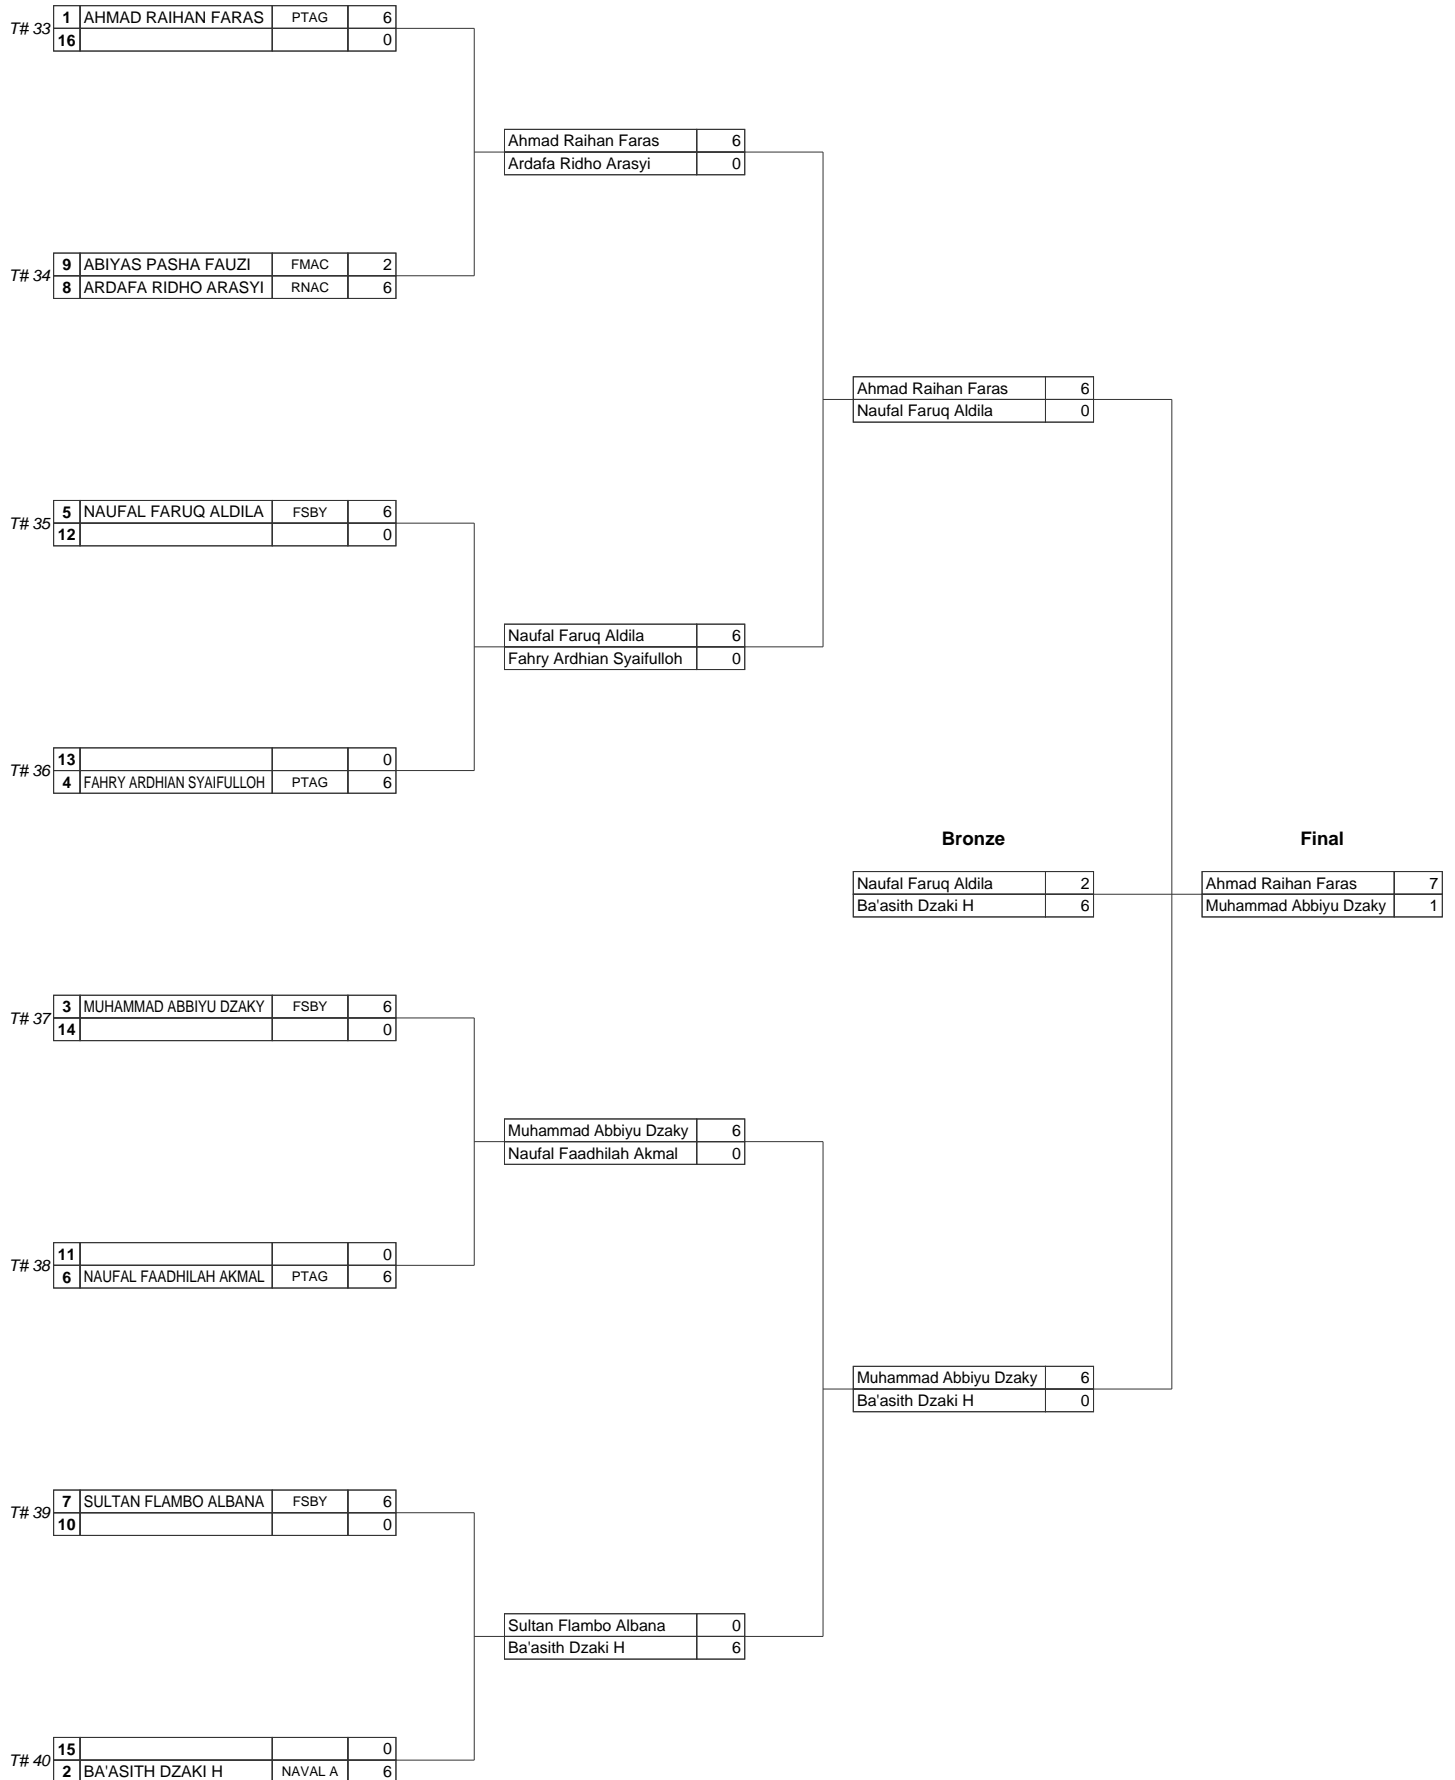 T# 33
1 AHMAD RAIHAN FARAS PTAG 6
16 0
Ahmad Raihan Faras 6
Ardafa Ridho Arasyi 0
T# 34
9 ABIYAS PASHA FAUZI FMAC 2
8 ARDAFA RIDHO ARASYI RNAC 6
Ahmad Raihan Faras 6
Naufal Faruq Aldila 0
T# 35
5 NAUFAL FARUQ ALDILA FSBY 6
12 0
Naufal Faruq Aldila 6
Fahry Ardhian Syaifulloh 0
T# 36
13 0
4 FAHRY ARDHIAN SYAIFULLOH PTAG 6
Bronze Final
Naufal Faruq Aldila 2 Ahmad Raihan Faras 7
Ba'asith Dzaki H 6 Muhammad Abbiyu Dzaky 1
T# 37
3 MUHAMMAD ABBIYU DZAKY FSBY 6
14 0
Muhammad Abbiyu Dzaky 6
Naufal Faadhilah Akmal 0
T# 38
11 0
6 NAUFAL FAADHILAH AKMAL PTAG 6
Muhammad Abbiyu Dzaky 6
Ba'asith Dzaki H 0
T# 39
7 SULTAN FLAMBO ALBANA FSBY 6
10 0
Sultan Flambo Albana 0
Ba'asith Dzaki H 6
T# 40
15 0
2 BA'ASITH DZAKI H NAVAL A 6